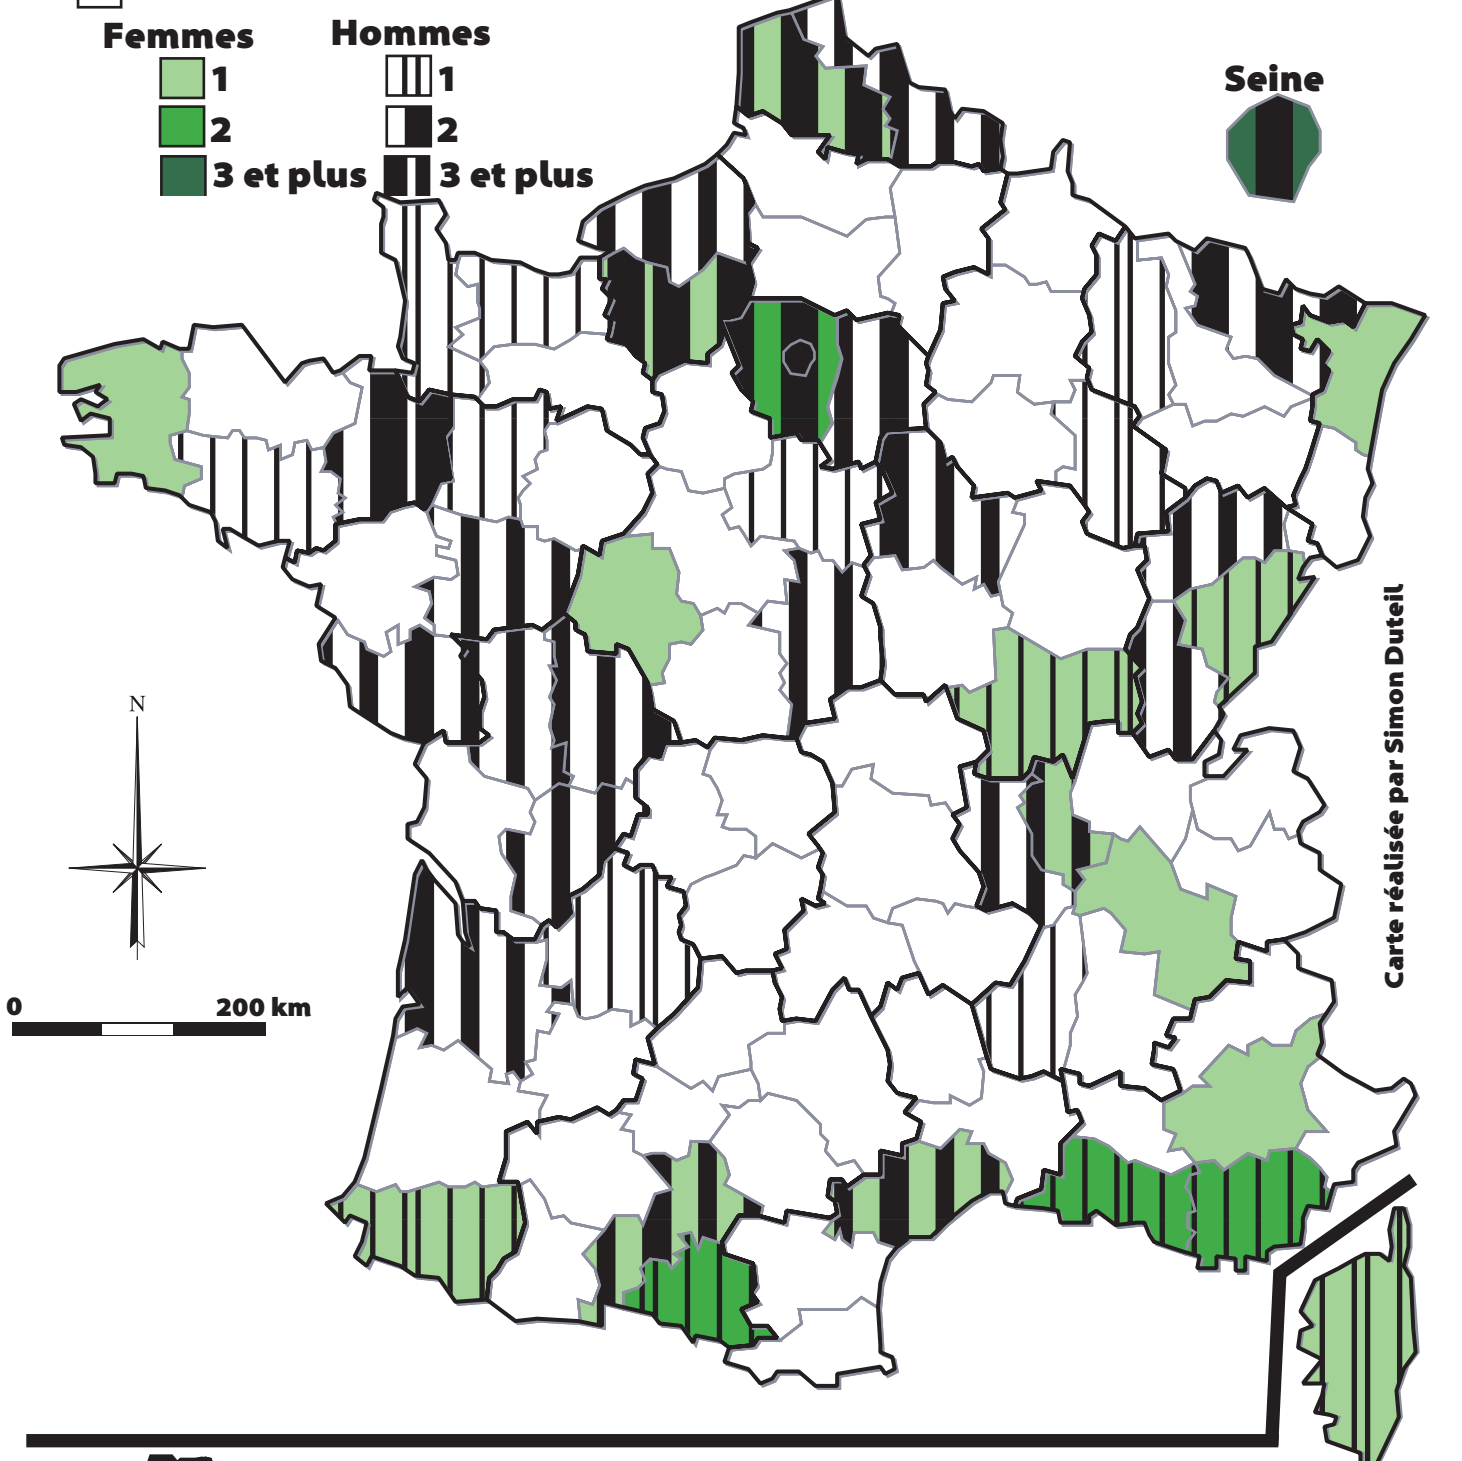 Femmes
Hommes
1
1
2
2
3 et plus
3 et plus
Seine
N
0
200 km
Carte réalisée par Simon Duteil